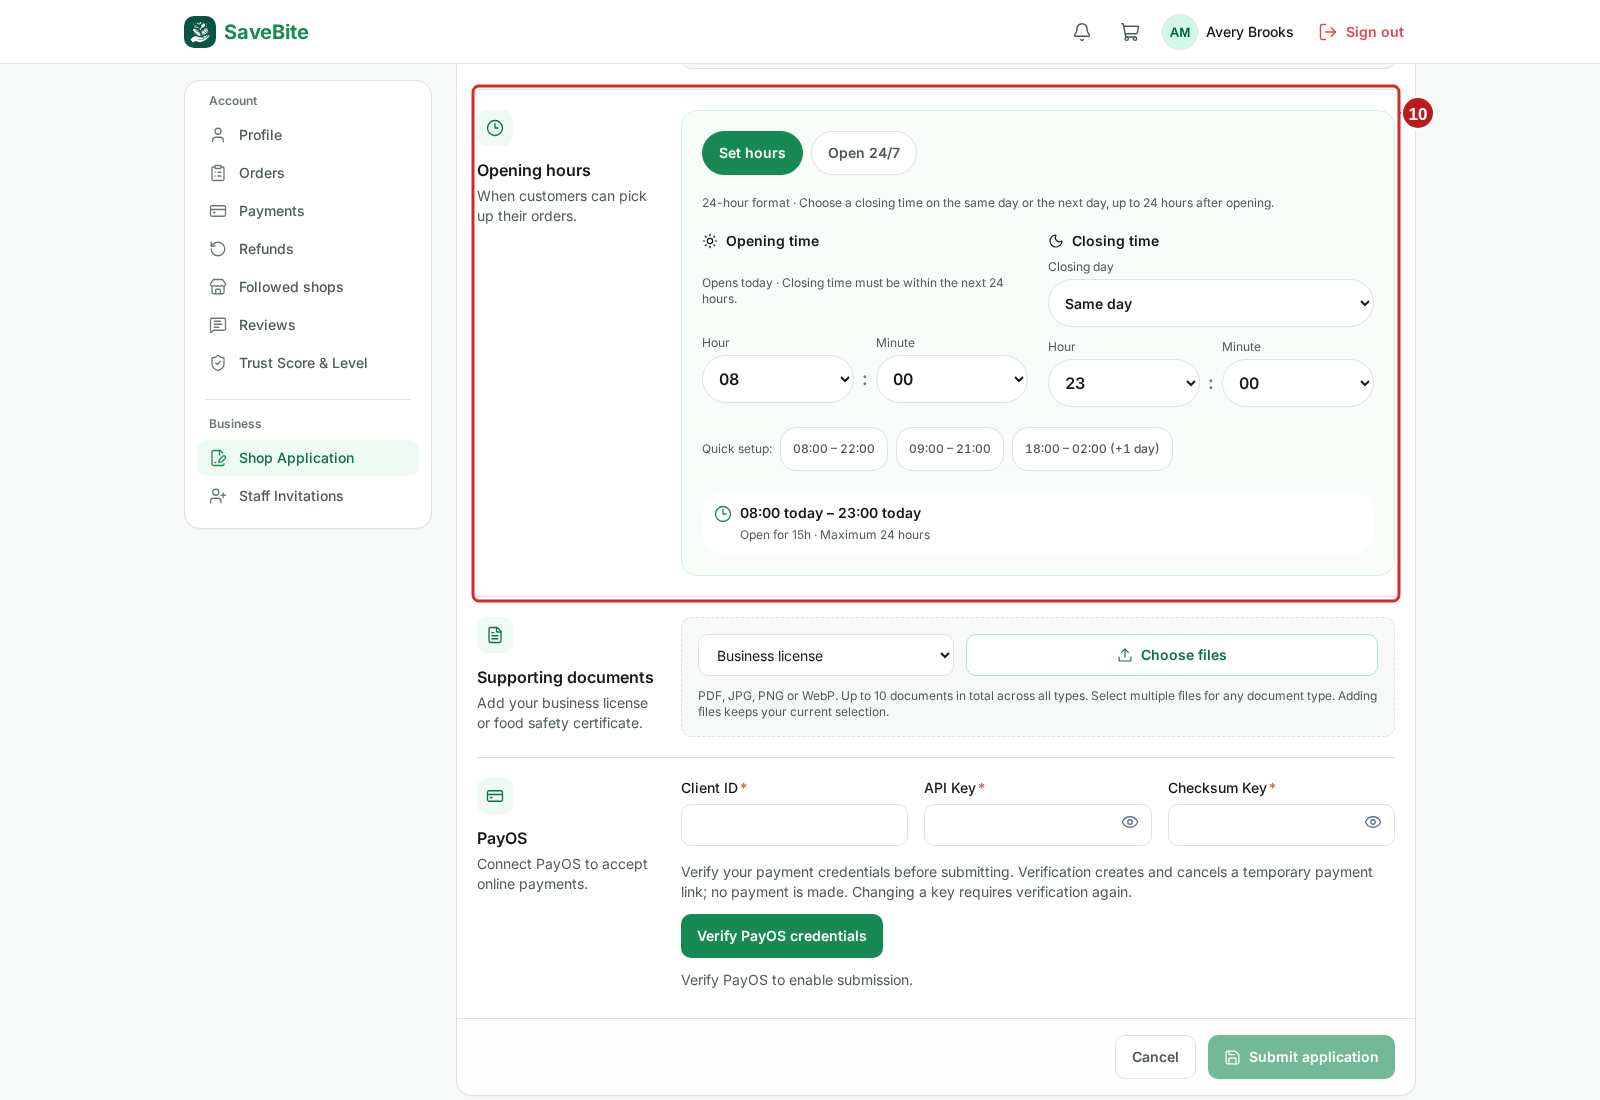 SaveBite
AM Avery Brooks Sign out
Account
Profile
Orders
Payments
Refunds
Followed shops
Reviews
Trust Score & Level
Business
Shop Application
Staff Invitations
10
Opening hours
When customers can pick
up their orders.
Set hours Open 24/7
24-hour format · Choose a closing time on the same day or the next day, up to 24 hours after opening.
Opening time
Opens today · Closing time must be within the next 24
hours.
Hour Minute
08 : 00
Closing time
Closing day
Same day
Hour Minute
23 : 00
Quick setup: 08:00 – 22:00 09:00 – 21:00 18:00 – 02:00 (+1 day)
08:00 today – 23:00 today
Open for 15h · Maximum 24 hours
Supporting documents
Add your business license
or food safety certificate.
Business license Choose files
PDF, JPG, PNG or WebP. Up to 10 documents in total across all types. Select multiple files for any document type. Adding
files keeps your current selection.
PayOS
Connect PayOS to accept
online payments.
Client ID * API Key * Checksum Key *
Verify your payment credentials before submitting. Verification creates and cancels a temporary payment
link; no payment is made. Changing a key requires verification again.
Verify PayOS credentials
Verify PayOS to enable submission.
Cancel Submit application